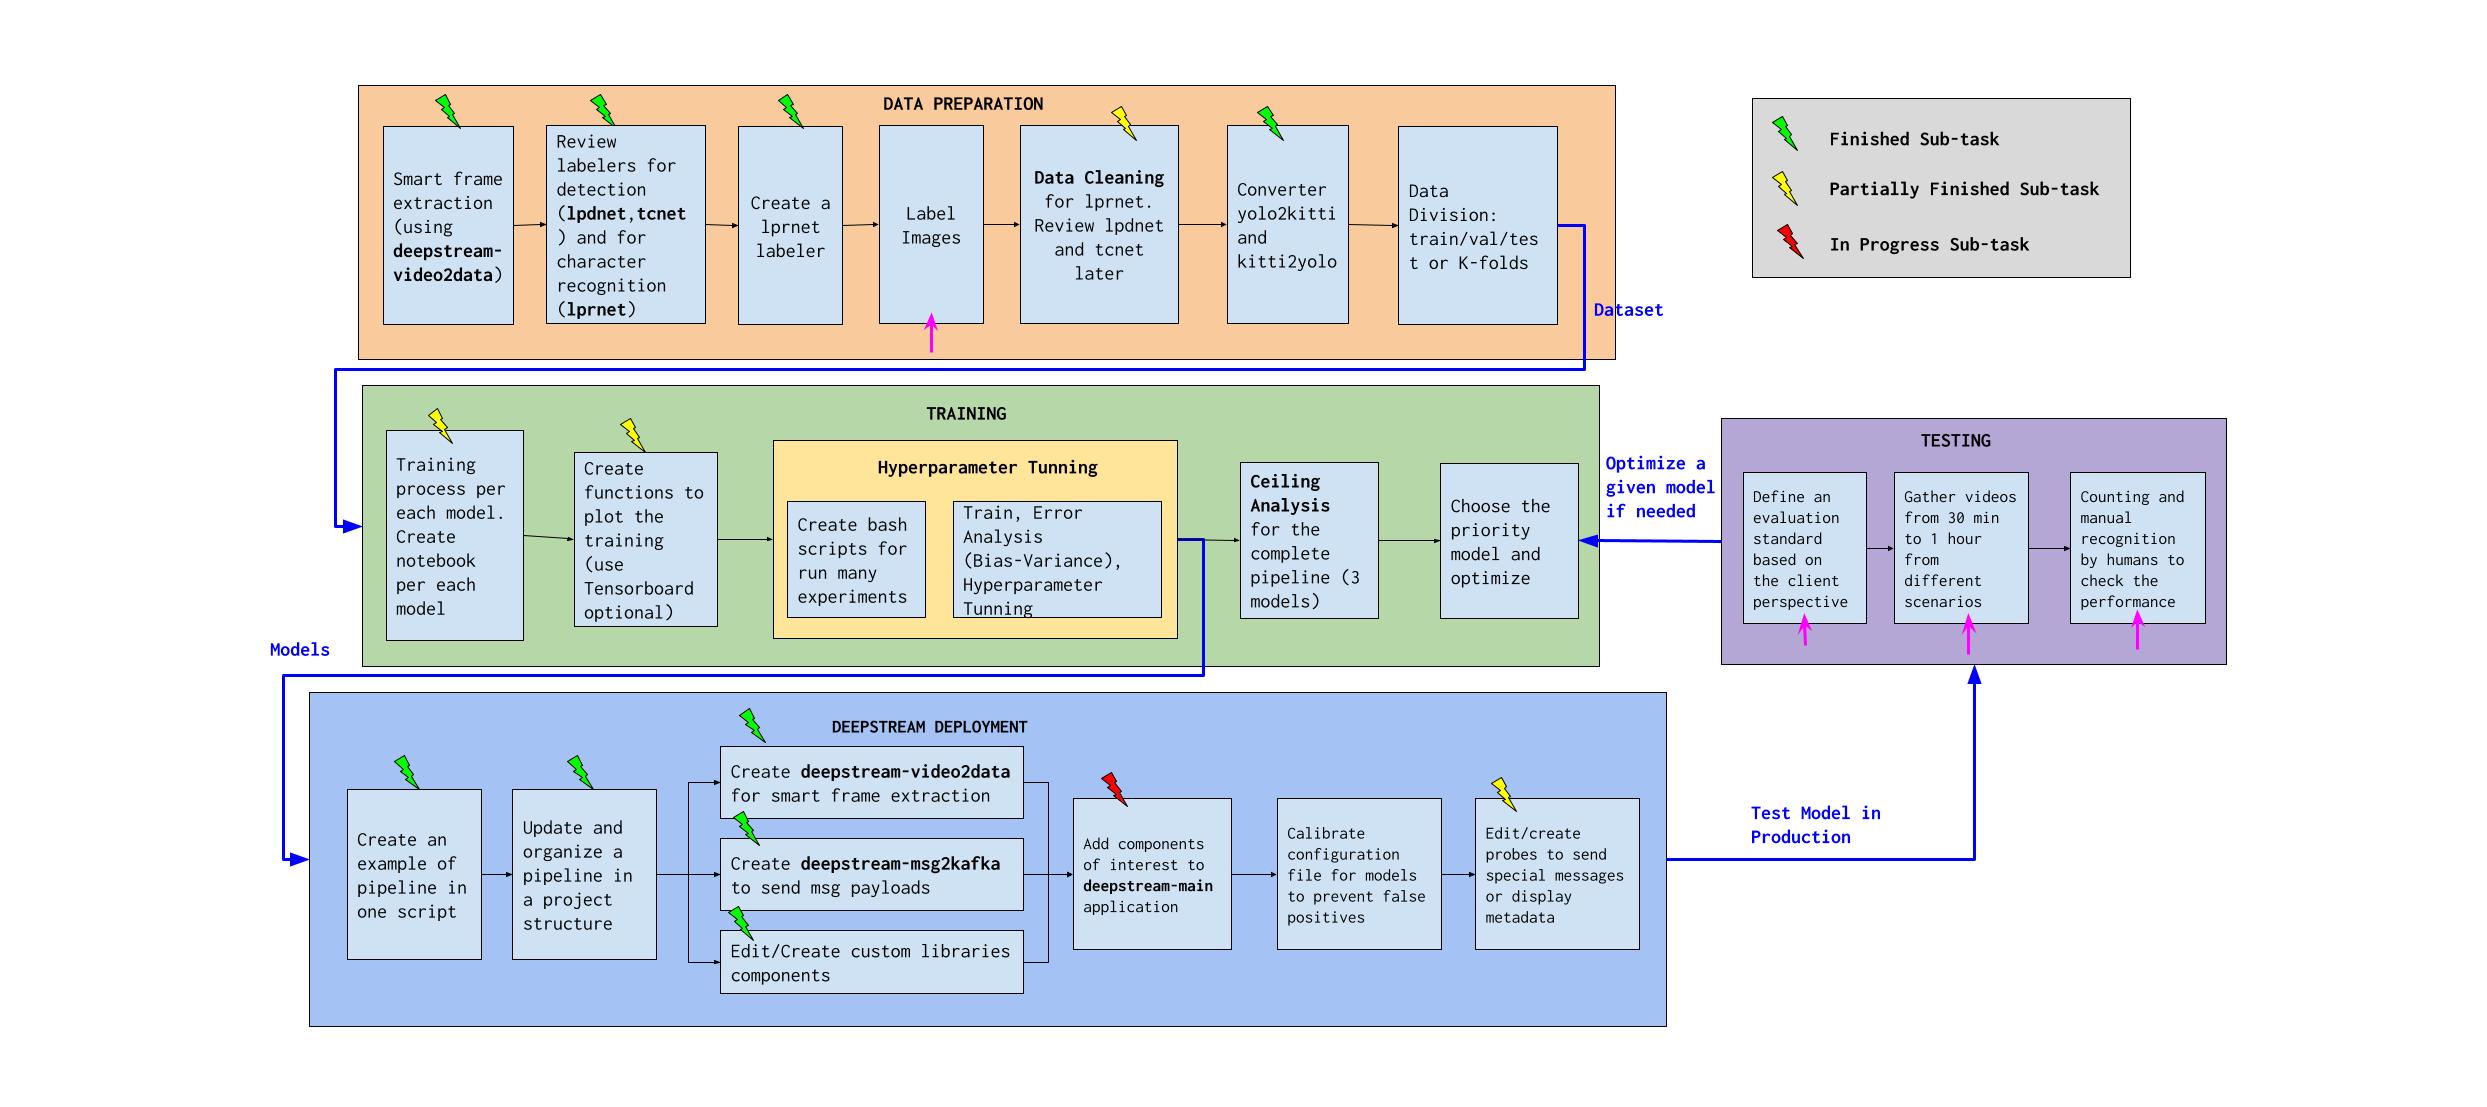 DATA PREPARATION
Smart frame
extraction
(using
deepstream-
video2data)
Review
labelers for
detection
(lpdnet,tcnet
) and for
character
recognition
(lprnet)
Create a
lprnet
labeler
Label
Images
Data Cleaning
for lprnet.
Review lpdnet
and tcnet
later
Converter
yolo2kitti
and
kitti2yolo
Data
Division:
train/val/tes
t or K-folds
Finished Sub-task
Partially Finished Sub-task
In Progress Sub-task
Dataset
TRAINING
Training
process per
each model.
Create
notebook
per each
model
Create
functions to
plot the
training
(use
Tensorboard
optional)
Hyperparameter Tunning
Create bash
scripts for
run many
experiments
Train, Error
Analysis
(Bias-Variance),
Hyperparameter
Tunning
Ceiling
Analysis
for the
complete
pipeline (3
models)
Choose the
priority
model and
optimize
Optimize a
given model
if needed
TESTING
Define an
evaluation
standard
based on
the client
perspective
Gather videos
from 30 min
to 1 hour
from
different
scenarios
Counting and
manual
recognition
by humans to
check the
performance
Models
DEEPSTREAM DEPLOYMENT
Create an
example of
pipeline in
one script
Update and
organize a
pipeline in
a project
structure
Create deepstream-video2data
for smart frame extraction
Create deepstream-msg2kafka
to send msg payloads
Edit/Create custom libraries
components
Add components
of interest to
deepstream-main
application
Calibrate
configuration
file for models
to prevent false
positives
Edit/create
probes to send
special messages
or display
metadata
Test Model in
Production